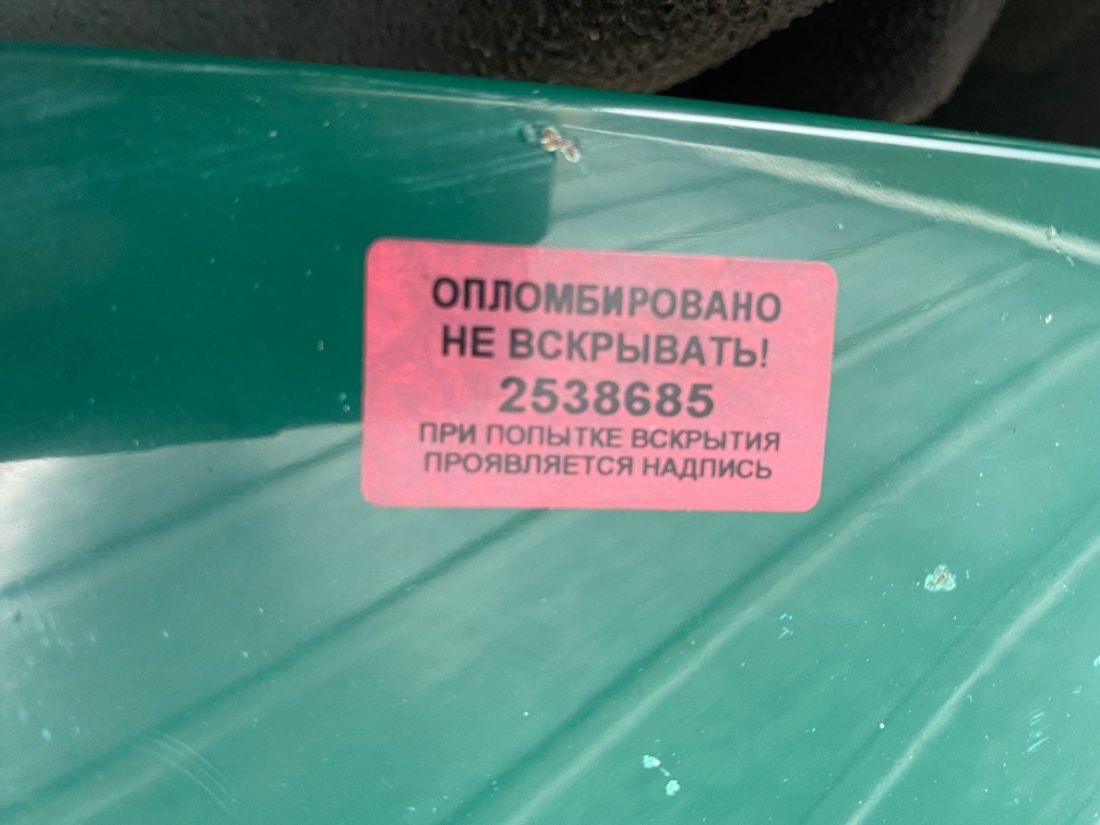 ОПЛОМБИРОВАНО
НЕ ВСКРЫВАТЬ!
2538685
ПРИ ПОПЫТКЕ ВСКРЫТИЯ
ПРОЯВЛЯЕТСЯ НАДПИСЬ